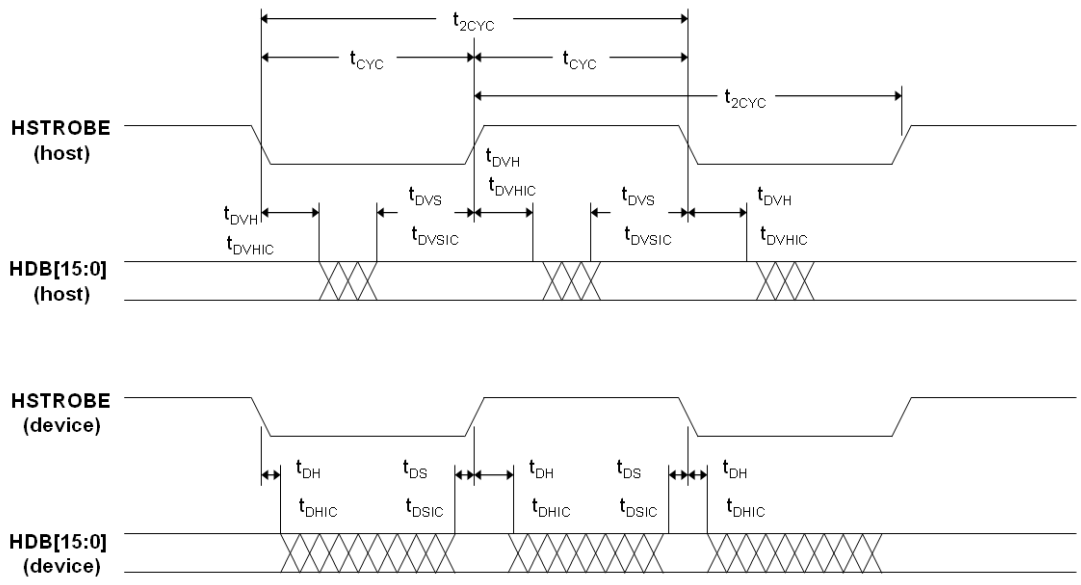 t2CYC
tCYC tCYC
t2CYC
HSTROBE
(host)
tDVH
tDVHIC
tDVS tDVS
tDVH tDVH
tDVHIC tDVSIC tDVSIC tDVHIC
HDB[15:0]
(host)
HSTROBE
(device)
tDH tDS tDH tDS tDH
tDHIC tDSIC tDHIC tDSIC tDHIC
HDB[15:0]
(device)